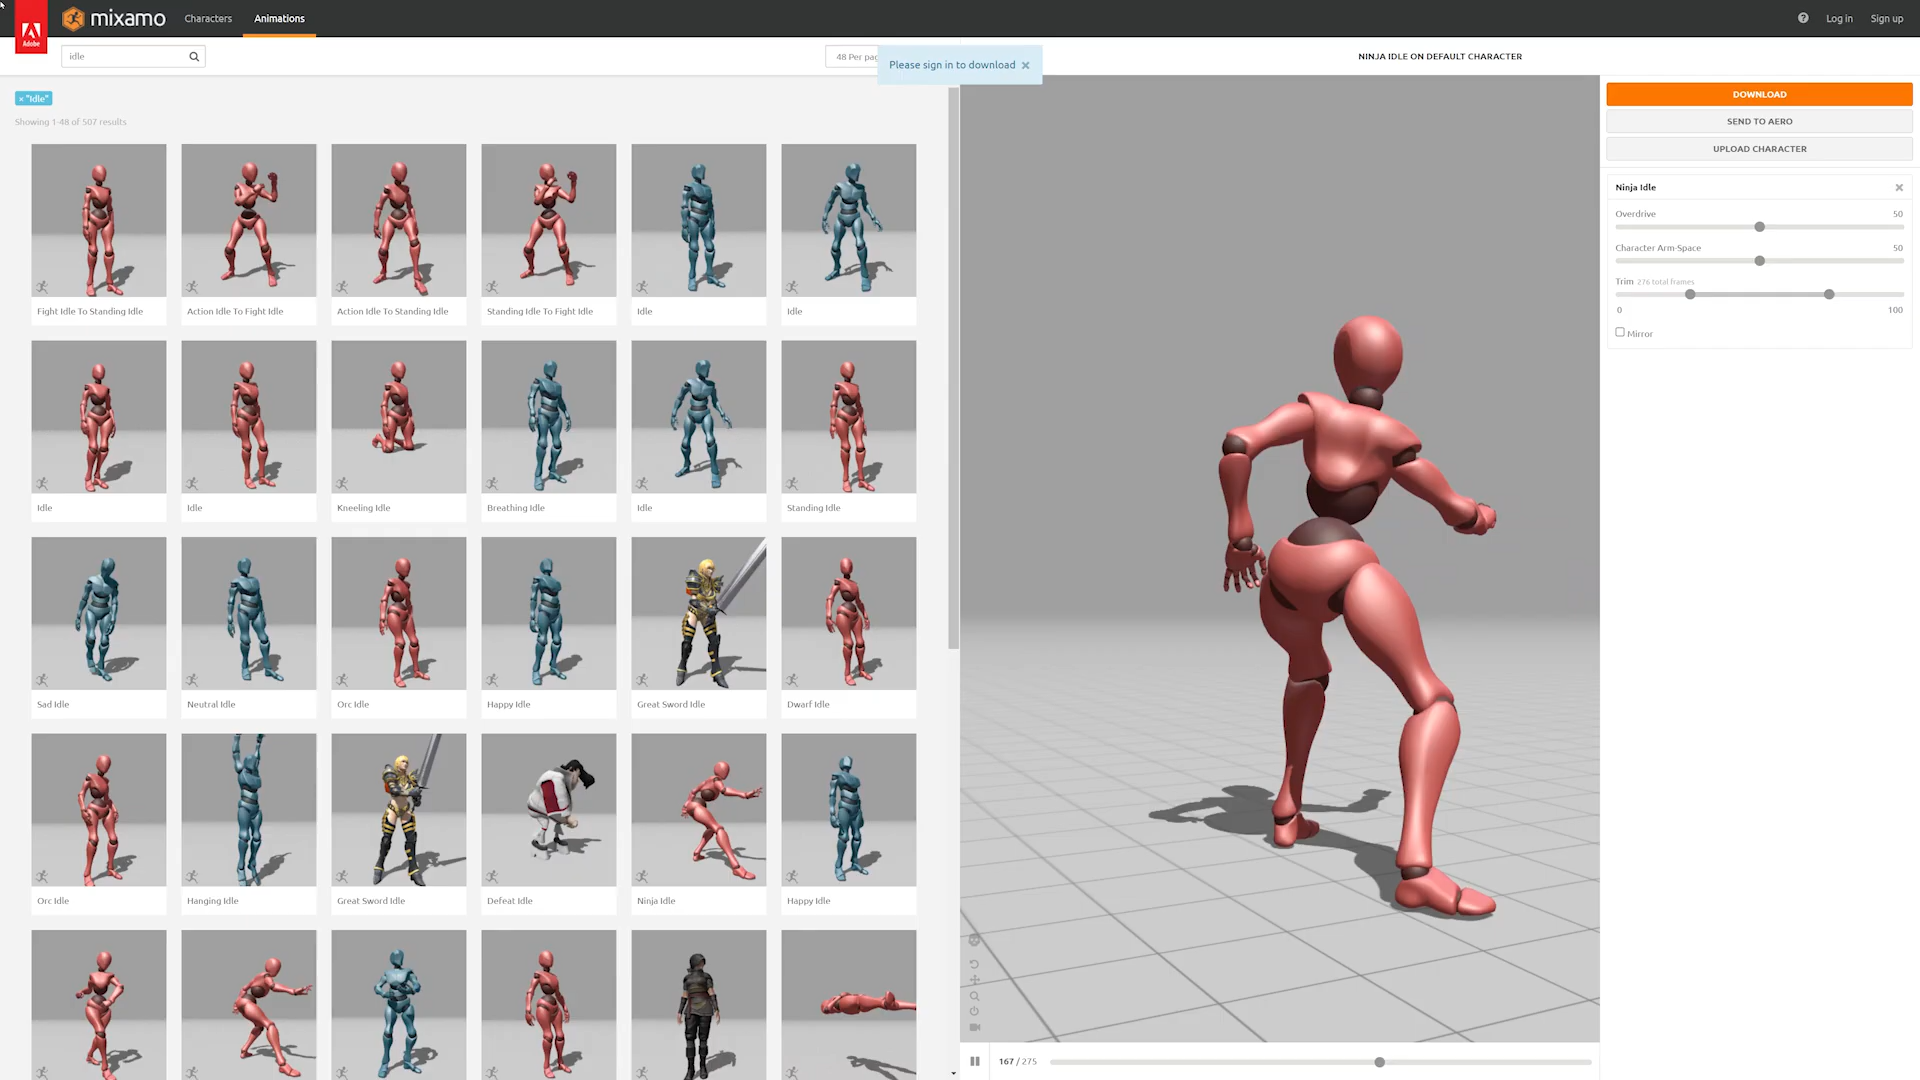 Adobe
mixamo Characters Animations Log in Sign up
idle
48 Per pag
Please sign in to download ×
NINJA IDLE ON DEFAULT CHARACTER
× "Idle"
Showing 1-48 of 507 results
Fight Idle To Standing Idle Action Idle To Fight Idle Action Idle To Standing Idle Standing Idle To Fight Idle Idle Idle
Idle Idle Kneeling Idle Breathing Idle Idle Standing Idle
Sad Idle Neutral Idle Orc Idle Happy Idle Great Sword Idle Dwarf Idle
Orc Idle Hanging Idle Great Sword Idle Defeat Idle Ninja Idle Happy Idle
167 / 275
DOWNLOAD
SEND TO AERO
UPLOAD CHARACTER
Ninja Idle
Overdrive 50
Character Arm-Space 50
Trim 276 total frames
0 100
Mirror